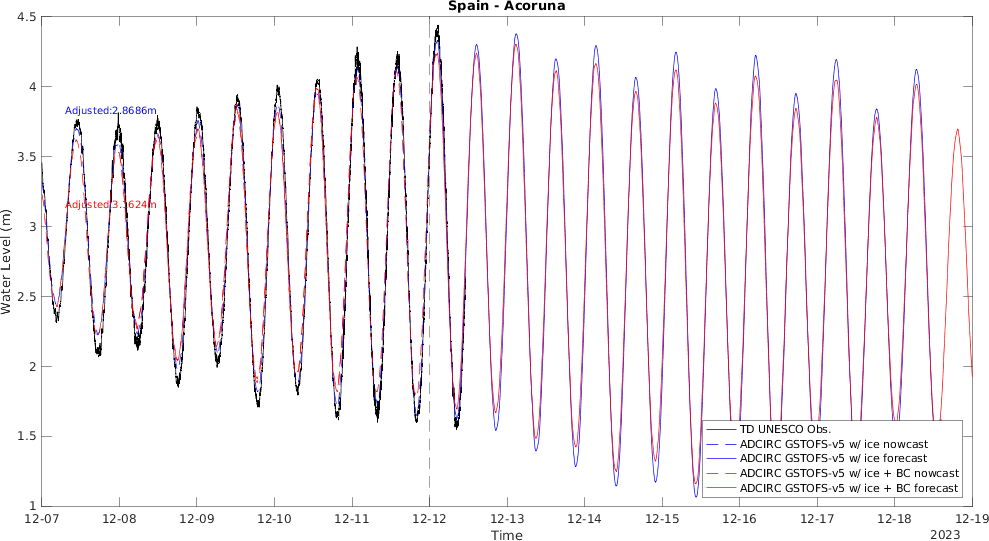 Spain - Acoruna
4.5
4
3.5
3
2.5
2
1.5
1
Water Level (m)
Adjusted:2.8686m
Adjusted:3.1624m
TD UNESCO Obs.
ADCIRC GSTOFS-v5 w/ ice nowcast
ADCIRC GSTOFS-v5 w/ ice forecast
ADCIRC GSTOFS-v5 w/ ice + BC nowcast
ADCIRC GSTOFS-v5 w/ ice + BC forecast
12-07 12-08 12-09 12-10 12-11 12-12 12-13 12-14 12-15 12-16 12-17 12-18 12-19
Time
2023